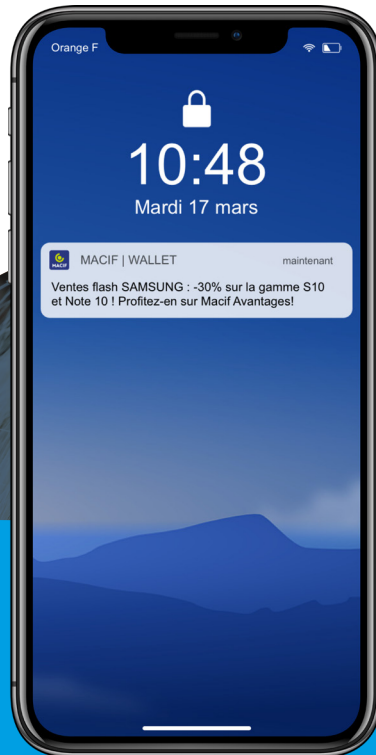 Orange F
10:48
Mardi 17 mars
MACIF
MACIF | WALLET
maintenant
Ventes flash SAMSUNG : -30% sur la gamme S10
et Note 10 ! Profitez-en sur Macif Avantages!